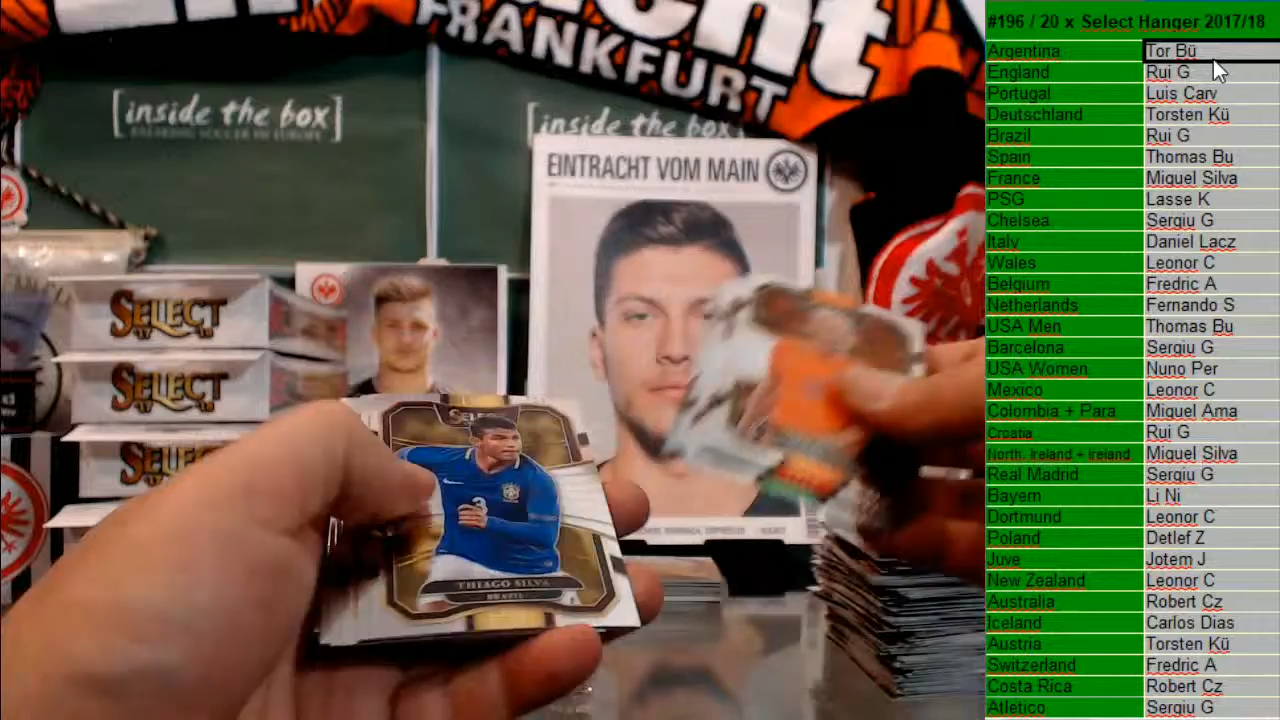 FRANKFURT
[inside the box]
BREAKING SOCCER IN EUROPE
[inside the box]
EINTRACHT VOM MAIN
SELECT
SELECT
SELECT
THIAGO SILVA
BRAZIL
#196 / 20 x Select Hanger 2017/18
Argentina Tor Bü
England Rui G
Portugal Luis Carv
Deutschland Torsten Kü
Brazil Rui G
Spain Thomas Bu
France Miguel Silva
PSG Lasse K
Chelsea Sergiu G
Italy Daniel Lacz
Wales Leonor C
Belgium Fredric A
Netherlands Fernando S
USA Men Thomas Bu
Barcelona Sergiu G
USA Women Nuno Per
Mexico Leonor C
Colombia + Para Miguel Ama
Croatia Rui G
North. Ireland + Ireland Miguel Silva
Real Madrid Sergiu G
Bayern Li Ni
Dortmund Leonor C
Poland Detlef Z
Juve Jotem J
New Zealand Leonor C
Australia Robert Cz
Iceland Carlos Dias
Austria Torsten Kü
Switzerland Fredric A
Costa Rica Robert Cz
Atletico Sergiu G